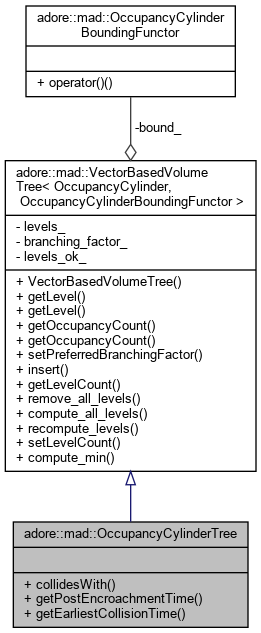 adore::mad::OccupancyCylinder
BoundingFunctor
+ operator()()
-bound_
adore::mad::VectorBasedVolume
Tree< OccupancyCylinder,
OccupancyCylinderBoundingFunctor >
- levels_
- branching_factor_
- levels_ok_
+ VectorBasedVolumeTree()
+ getLevel()
+ getLevel()
+ getOccupancyCount()
+ getOccupancyCount()
+ setPreferredBranchingFactor()
+ insert()
+ getLevelCount()
+ remove_all_levels()
+ compute_all_levels()
+ recompute_levels()
+ setLevelCount()
+ compute_min()
adore::mad::OccupancyCylinderTree
+ collidesWith()
+ getPostEncroachmentTime()
+ getEarliestCollisionTime()